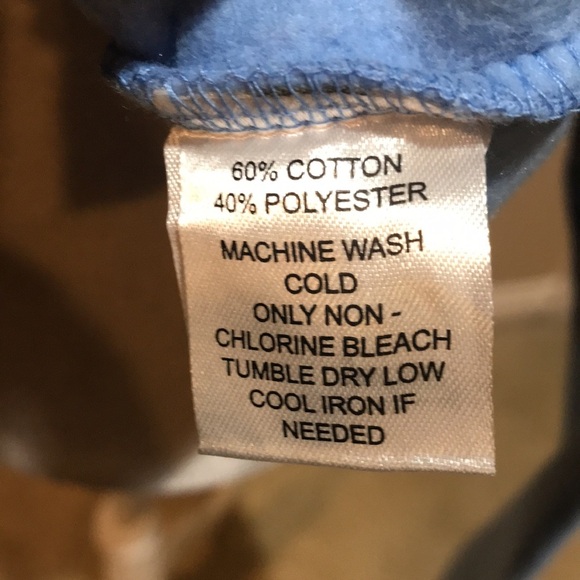 60% COTTON
40% POLYESTER
MACHINE WASH
COLD
ONLY NON -
CHLORINE BLEACH
TUMBLE DRY LOW
COOL IRON IF
NEEDED